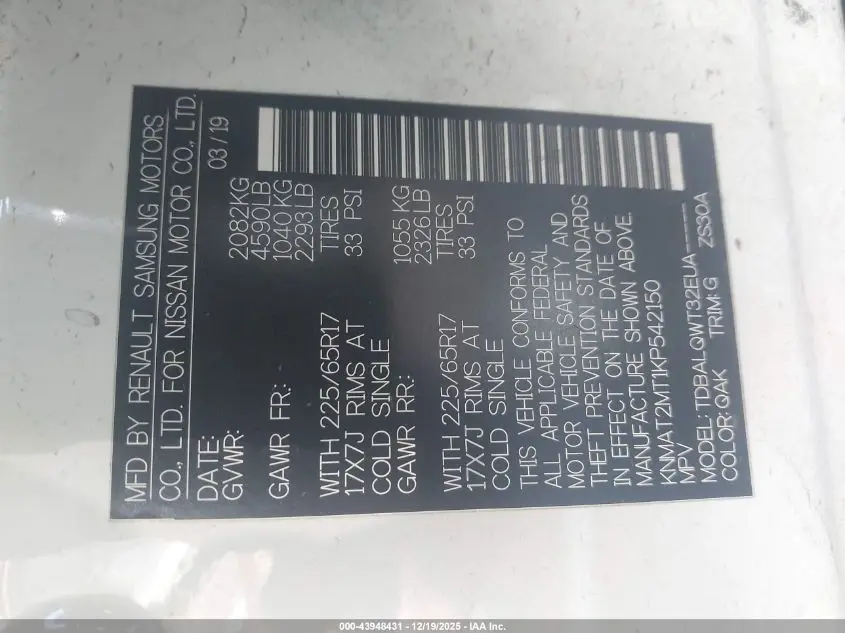 MFD BY RENAULT SAMSUNG MOTORS
CO., LTD. FOR NISSAN MOTOR CO., LTD.
DATE: 03/19
GVWR: 2082KG
4590LB
GAWR FR: 1040KG
2293LB
WITH 225/65R17 TIRES
17X7J RIMS AT 33 PSI
COLD SINGLE
GAWR RR: 1055KG
2326LB
WITH 225/65R17 TIRES
17X7J RIMS AT 33 PSI
COLD SINGLE
THIS VEHICLE CONFORMS TO
ALL APPLICABLE FEDERAL
MOTOR VEHICLE SAFETY AND
THEFT PREVENTION STANDARDS
IN EFFECT ON THE DATE OF
MANUFACTURE SHOWN ABOVE.
KNMAT2MT1KP542150
MPV
MODEL: TDBALQWT32EUA-----
COLOR: QAK TRIM: G ZS30A
000-43948431 - 12/19/2025 - IAA Inc.